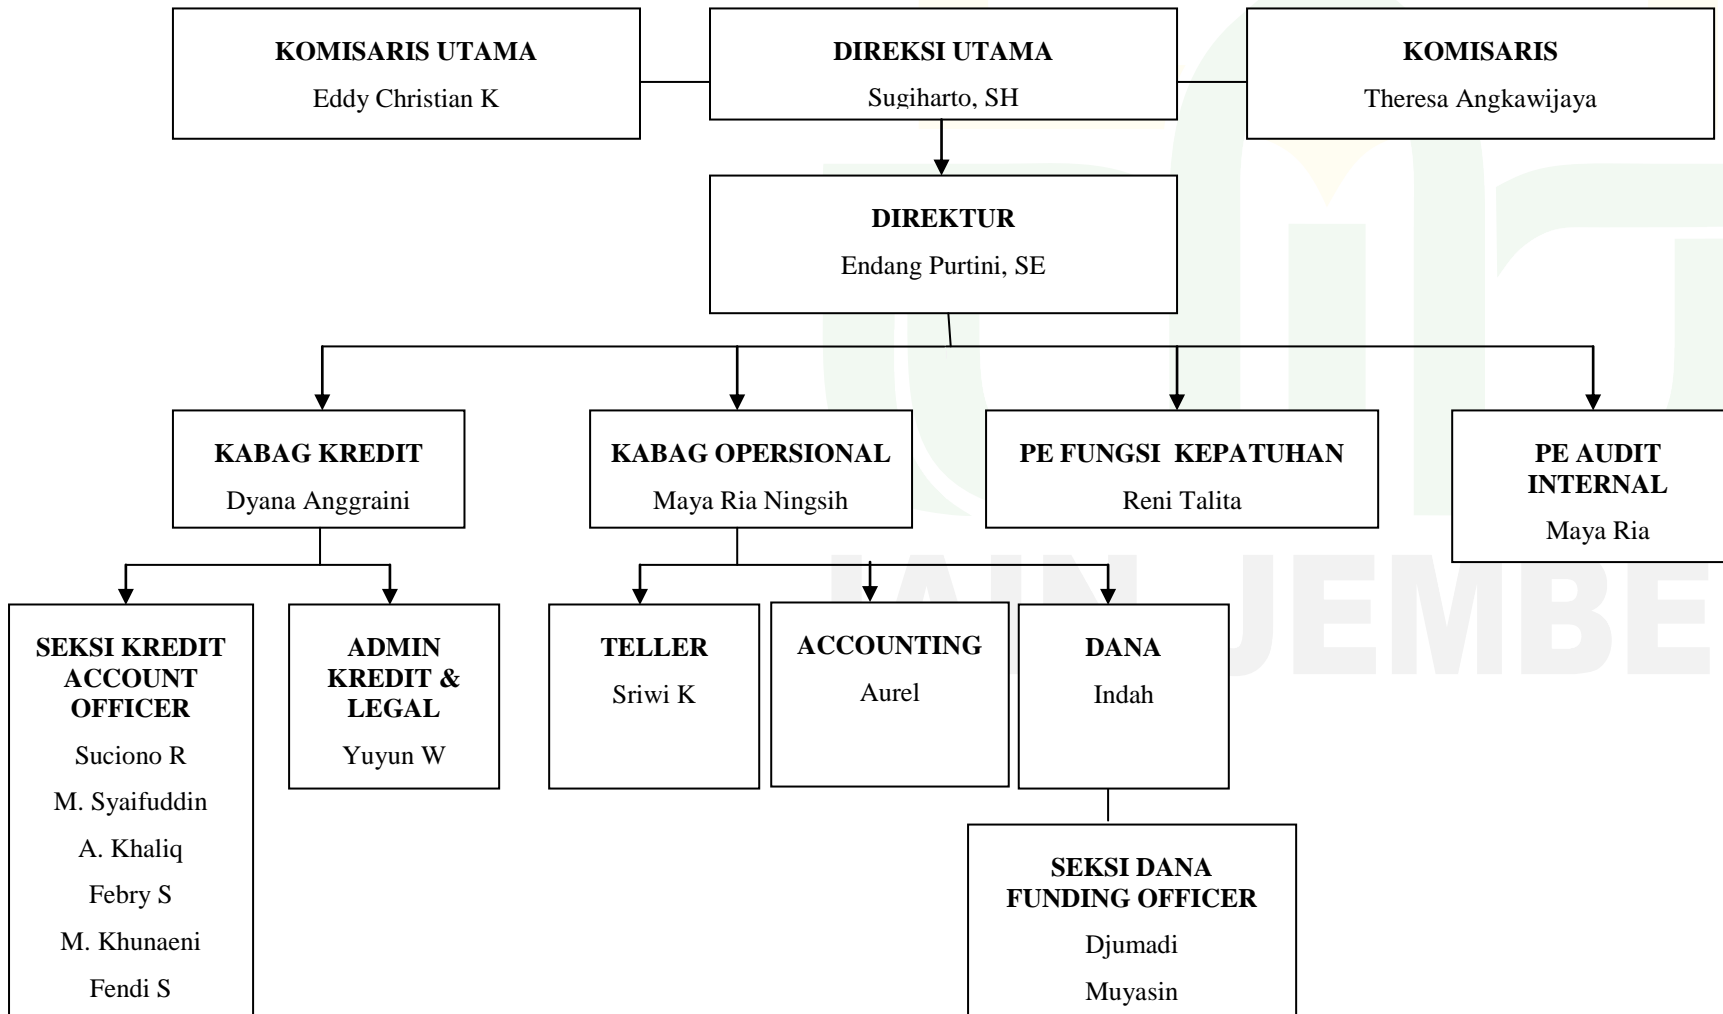 KOMISARIS UTAMA
Eddy Christian K
DIREKSI UTAMA
Sugiharto, SH
KOMISARIS
Theresa Angkawijaya
DIREKTUR
Endang Purtini, SE
KABAG KREDIT
Dyana Anggraini
KABAG OPERSIONAL
Maya Ria Ningsih
PE FUNGSI KEPATUHAN
Reni Talita
PE AUDIT
INTERNAL
Maya Ria
SEKSI KREDIT
ACCOUNT
OFFICER
Suciono R
M. Syaifuddin
A. Khaliq
Febry S
M. Khunaeni
Fendi S
ADMIN
KREDIT &
LEGAL
Yuyun W
TELLER
Sriwi K
ACCOUNTING
Aurel
DANA
Indah
SEKSI DANA
FUNDING OFFICER
Djumadi
Muyasin
IAIN JEMBE